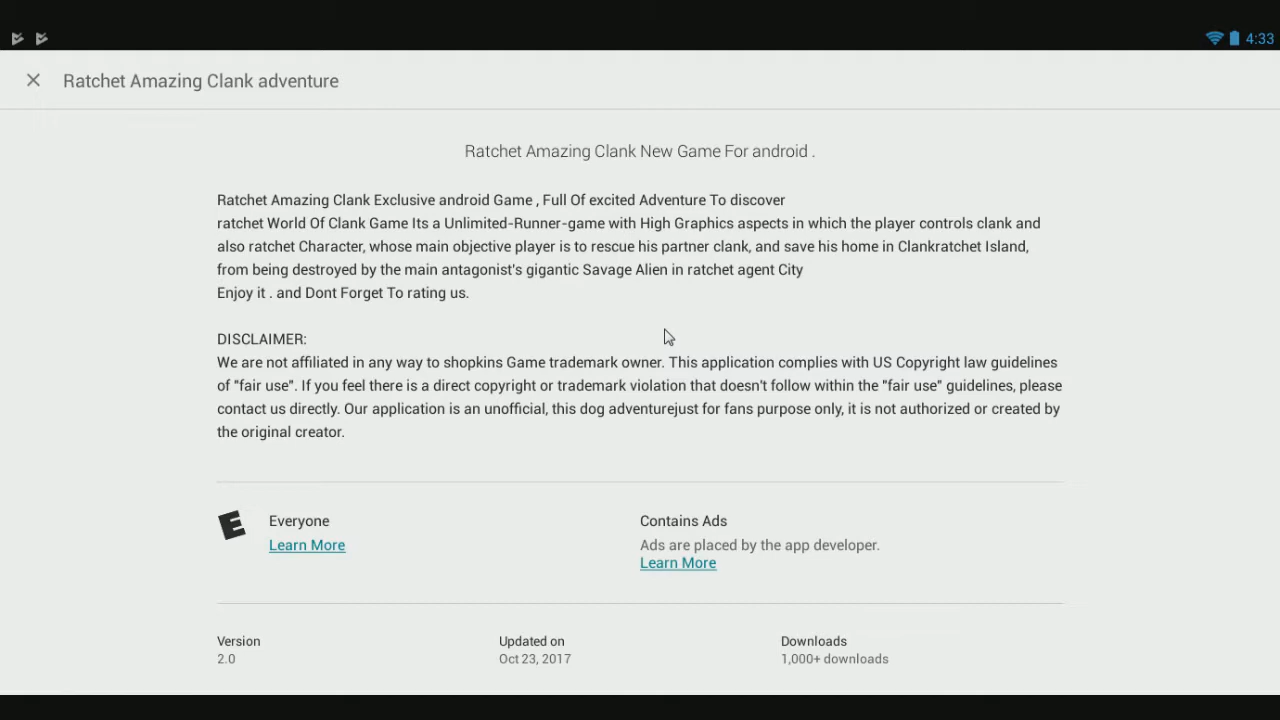 4:33
Ratchet Amazing Clank adventure
Ratchet Amazing Clank New Game For android .
Ratchet Amazing Clank Exclusive android Game , Full Of excited Adventure To discover
ratchet World Of Clank Game Its a Unlimited-Runner-game with High Graphics aspects in which the player controls clank and
also ratchet Character, whose main objective player is to rescue his partner clank, and save his home in Clankratchet Island,
from being destroyed by the main antagonist's gigantic Savage Alien in ratchet agent City
Enjoy it . and Dont Forget To rating us.
DISCLAIMER:
We are not affiliated in any way to shopkins Game trademark owner. This application complies with US Copyright law guidelines
of "fair use". If you feel there is a direct copyright or trademark violation that doesn't follow within the "fair use" guidelines, please
contact us directly. Our application is an unofficial, this dog adventurejust for fans purpose only, it is not authorized or created by
the original creator.
E
Everyone
Learn More
Contains Ads
Ads are placed by the app developer.
Learn More
Version
2.0
Updated on
Oct 23, 2017
Downloads
1,000+ downloads